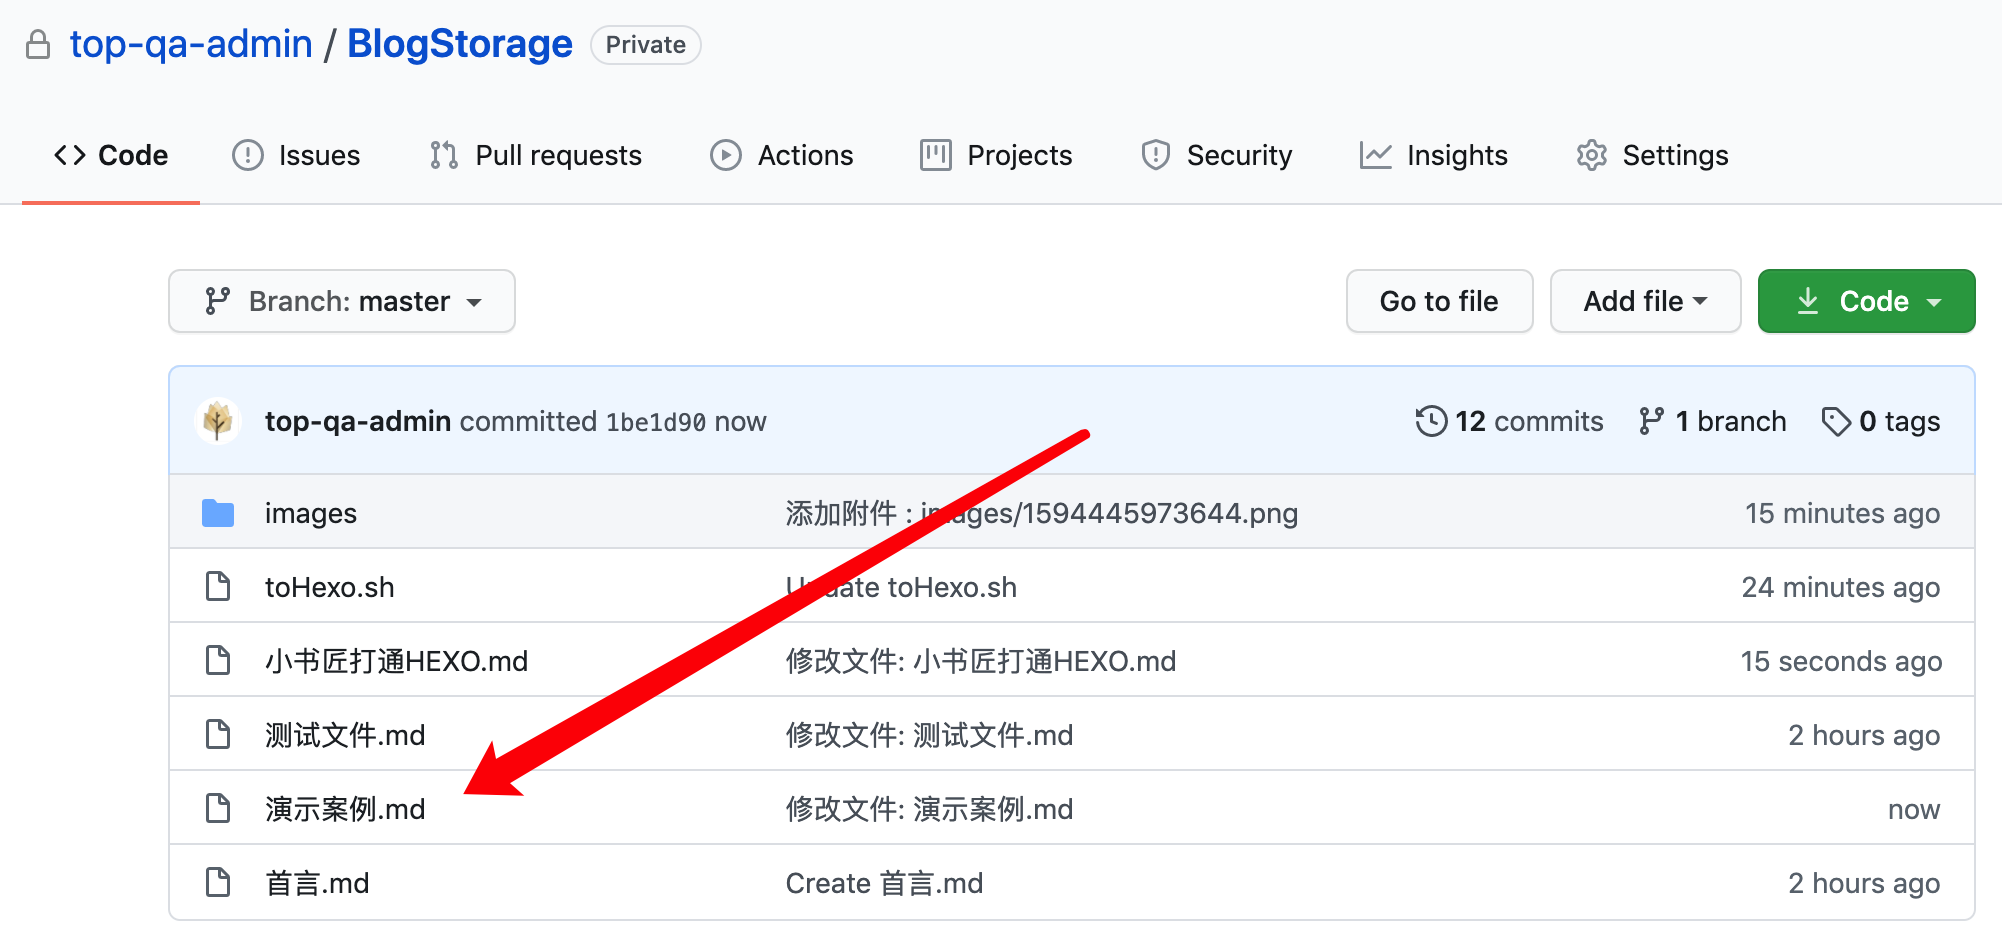 top-qa-admin / BlogStorage Private
Code Issues Pull requests Actions Projects Security Insights Settings
Branch: master Go to file Add file Code
top-qa-admin committed 1be1d90 now 12 commits 1 branch 0 tags
images 添加附件 : images/1594445973644.png 15 minutes ago
toHexo.sh Update toHexo.sh 24 minutes ago
小书匠打通HEXO.md 修改文件: 小书匠打通HEXO.md 15 seconds ago
测试文件.md 修改文件: 测试文件.md 2 hours ago
演示案例.md 修改文件: 演示案例.md now
首言.md Create 首言.md 2 hours ago